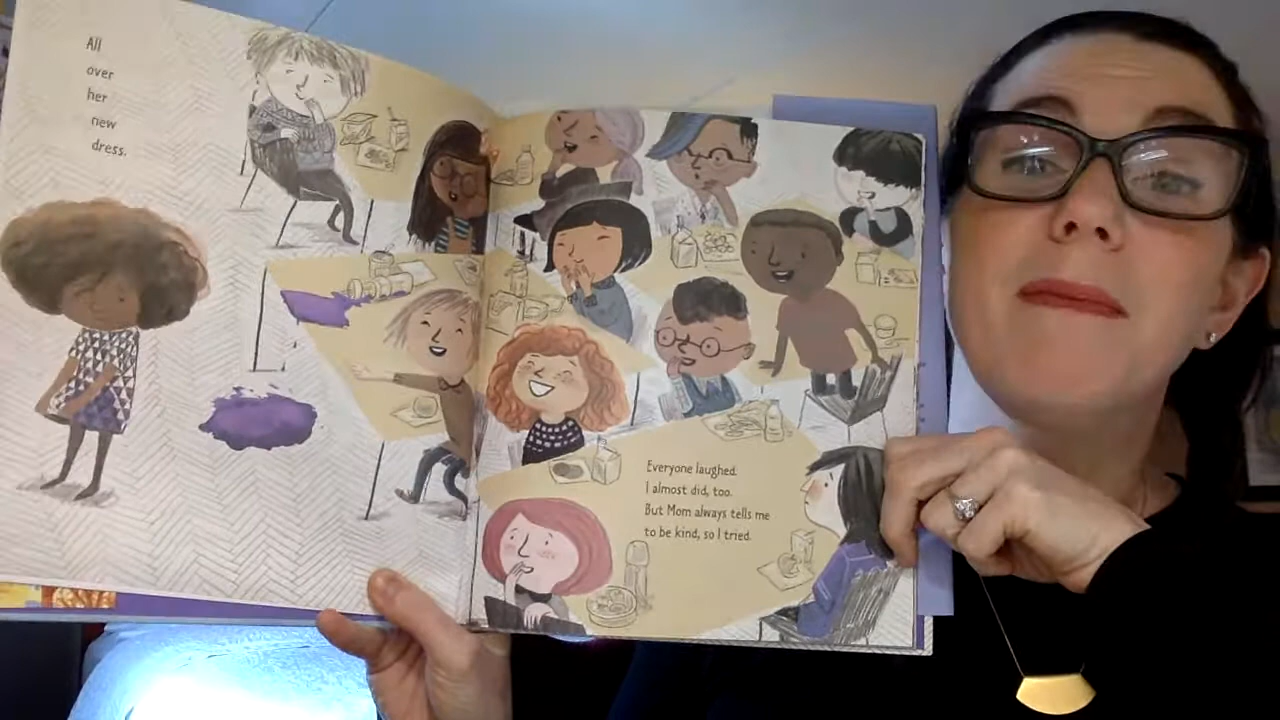 All
over
her
new
dress.
Everyone laughed.
I almost did, too.
But Mom always tells me
to be kind, so I tried.